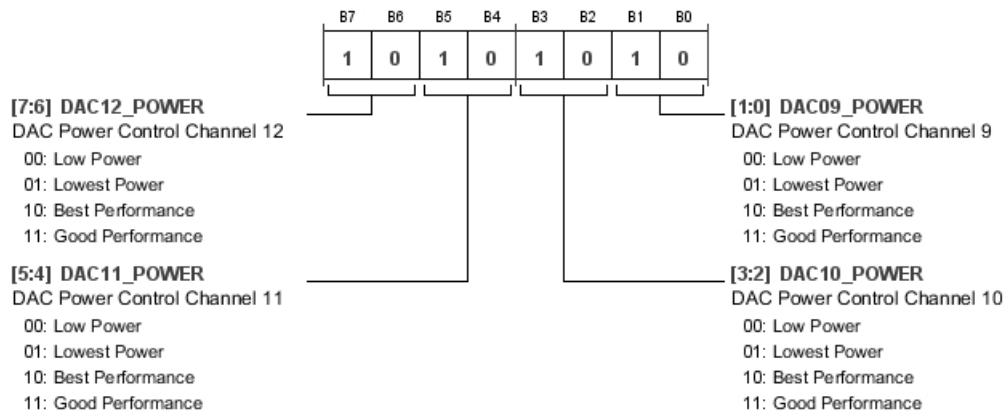 B7 B6 B5 B4 B3 B2 B1 B0
1 0 1 0 1 0 1 0
[7:6] DAC12_POWER
DAC Power Control Channel 12
00: Low Power
01: Lowest Power
10: Best Performance
11: Good Performance
[5:4] DAC11_POWER
DAC Power Control Channel 11
00: Low Power
01: Lowest Power
10: Best Performance
11: Good Performance
[1:0] DAC09_POWER
DAC Power Control Channel 9
00: Low Power
01: Lowest Power
10: Best Performance
11: Good Performance
[3:2] DAC10_POWER
DAC Power Control Channel 10
00: Low Power
01: Lowest Power
10: Best Performance
11: Good Performance